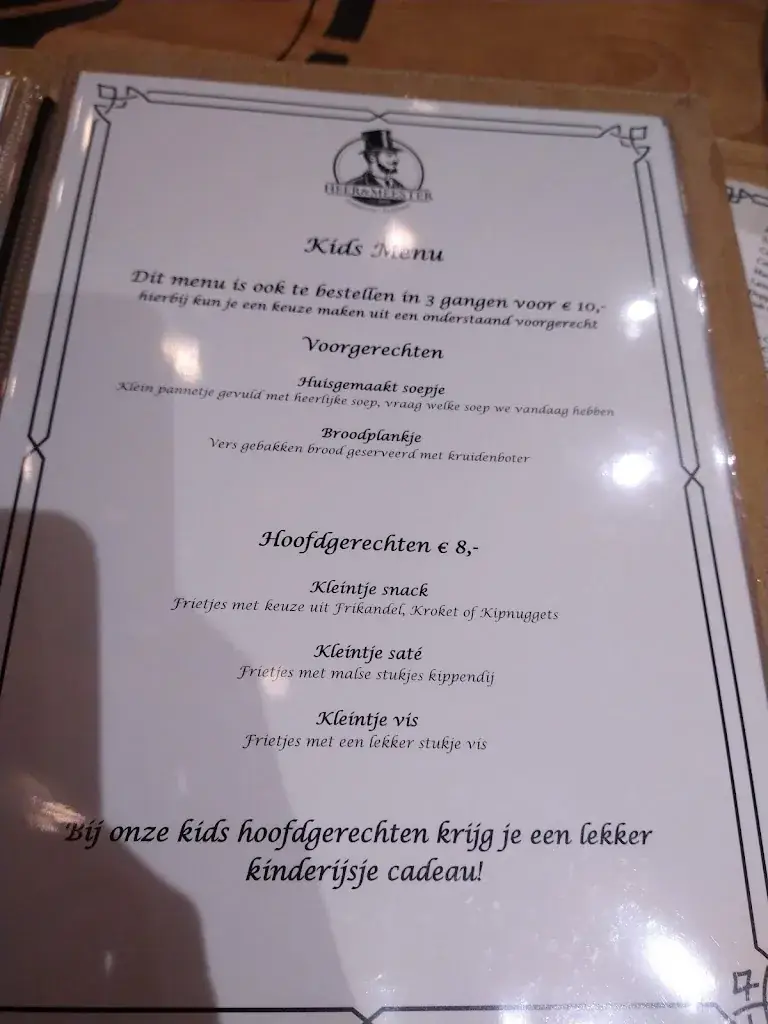 HEER & MEESTER
Kids Menu
Dit menu is ook te bestellen in 3 gangen voor € 10,-
hierbij kun je een keuze maken uit een onderstaand voorgerecht
Voorgerechten
Huisgemaakt soepje
Klein pannetje gevuld met heerlijke soep, vraag welke soep we vandaag hebben
Broodplankje
Vers gebakken brood geserveerd met kruidenboter
Hoofdgerechten € 8,-
Kleintje snack
Frietjes met keuze uit Frikandel, Kroket of Kipnuggets
Kleintje saté
Frietjes met malse stukjes kippendij
Kleintje vis
Frietjes met een lekker stukje vis
Bij onze kids hoofdgerechten krijg je een lekker
kinderijsje cadeau!